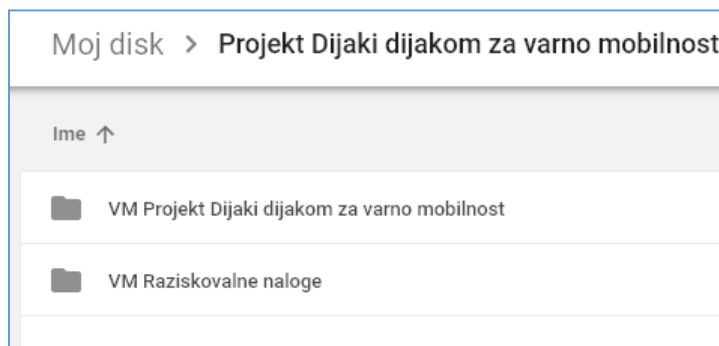 Moj disk > Projekt Dijaki dijakom za varno mobilnost
Ime ↑
VM Projekt Dijaki dijakom za varno mobilnost
VM Raziskovalne naloge